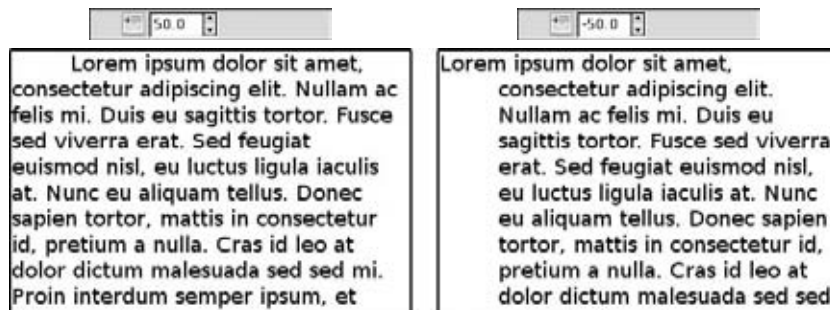 50.0
Lorem ipsum dolor sit amet,
consectetur adipiscing elit. Nullam ac
felis mi. Duis eu sagittis tortor. Fusce
sed viverra erat. Sed feugiat
euismod nisl, eu luctus ligula iaculis
at. Nunc eu aliquam tellus. Donec
sapien tortor, mattis in consectetur
id, pretium a nulla. Cras id leo at
dolor dictum malesuada sed sed mi.
Proin interdum semper ipsum, et
-50.0
Lorem ipsum dolor sit amet,
consectetur adipiscing elit.
Nullam ac felis mi. Duis eu
sagittis tortor. Fusce sed viverra
erat. Sed feugiat euismod nisl,
eu luctus ligula iaculis at. Nunc
eu aliquam tellus. Donec sapien
tortor, mattis in consectetur id,
pretium a nulla. Cras id leo at
dolor dictum malesuada sed sed